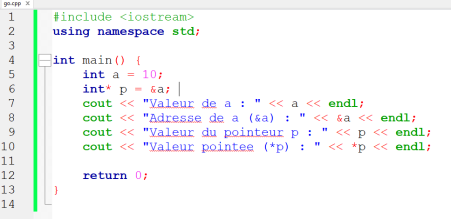 go.cpp ×
1 #include <iostream>
2 using namespace std;
3
4 int main() {
5 int a = 10;
6 int* p = &a;
7 cout << "Valeur de a : " << a << endl;
8 cout << "Adresse de a (&a) : " << &a << endl;
9 cout << "Valeur du pointeur p : " << p << endl;
10 cout << "Valeur pointee (*p) : " << *p << endl;
11
12 return 0;
13 }
14